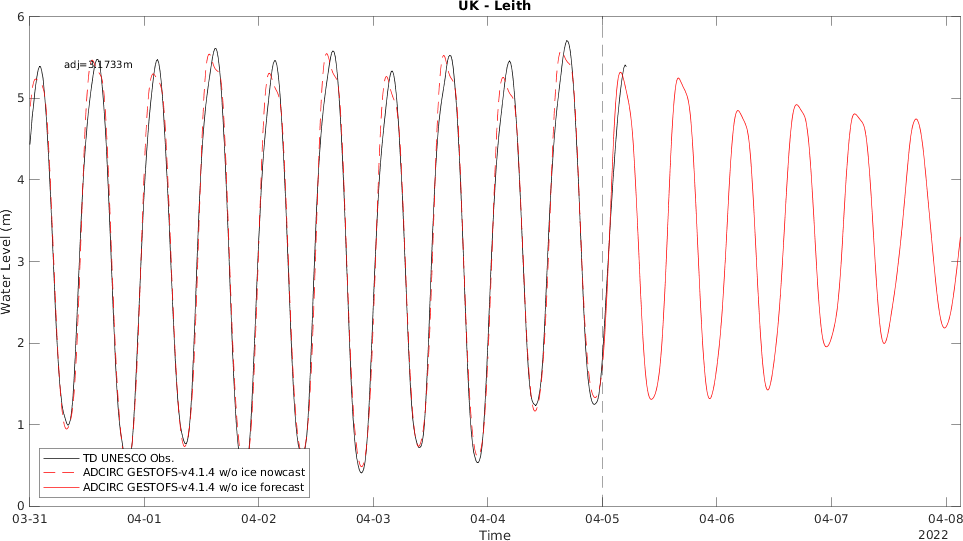 UK - Leith
adj=3.1733m
Water Level (m)
6
5
4
3
2
1
0
TD UNESCO Obs.
ADCIRC GESTOFS-v4.1.4 w/o ice nowcast
ADCIRC GESTOFS-v4.1.4 w/o ice forecast
03-31 04-01 04-02 04-03 04-04 04-05 04-06 04-07 04-08
Time
2022